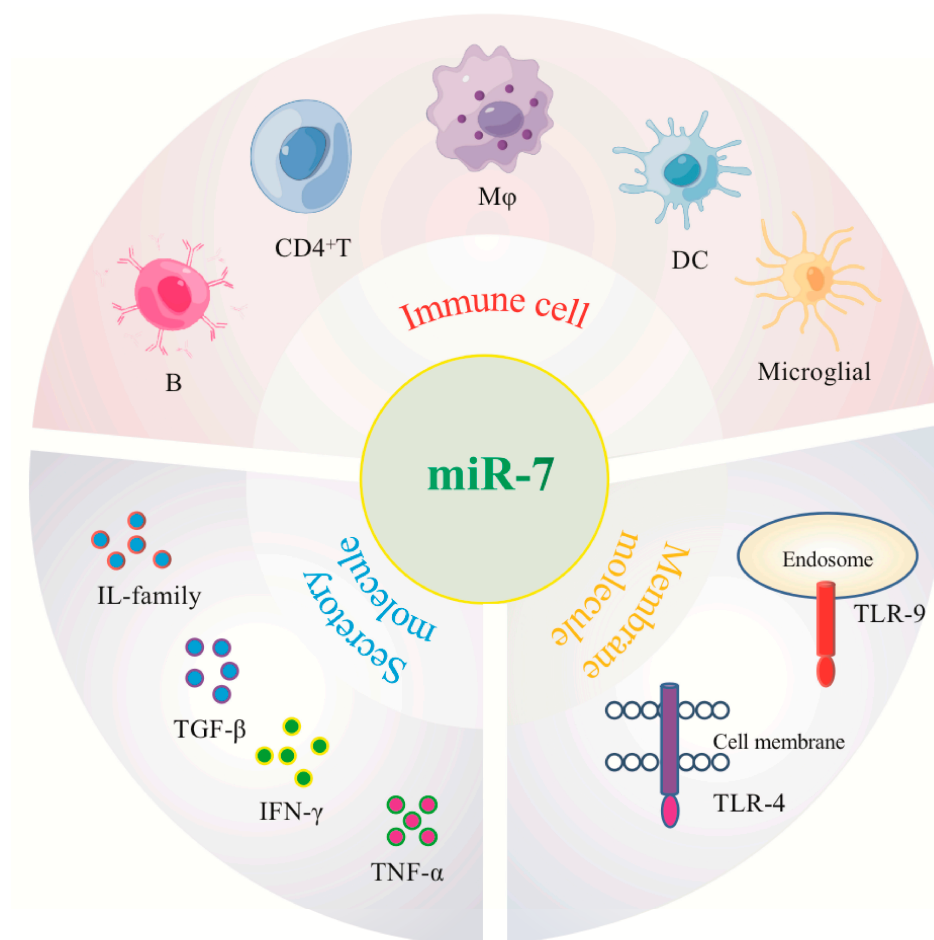 Mφ
CD4⁺T
DC
B
Microglial
Immune cell
miR-7
Secretory
molecule
IL-family
TGF-β
IFN-γ
TNF-α
Membrane
molecule
Endosome
TLR-9
Cell membrane
TLR-4